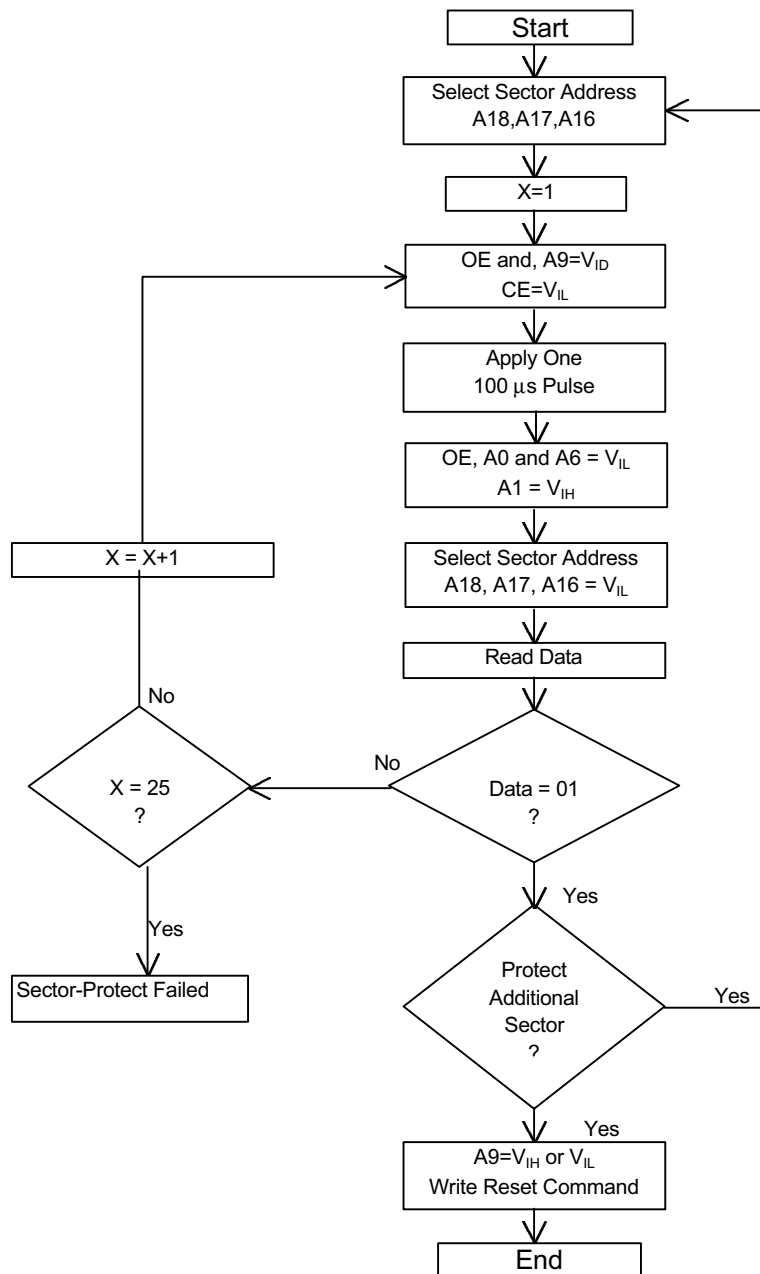 Start
Select Sector Address
A18,A17,A16
X=1
OE and, A9=VID
CE=VIL
Apply One
100 μs Pulse
OE, A0 and A6 = VIL
A1 = VIH
X = X+1
Select Sector Address
A18, A17, A16 = VIL
Read Data
No
No
X = 25
?
Data = 01
?
Yes
Yes
Sector-Protect Failed
Protect
Additional
Sector
?
Yes
Yes
A9=VIH or VIL
Write Reset Command
End